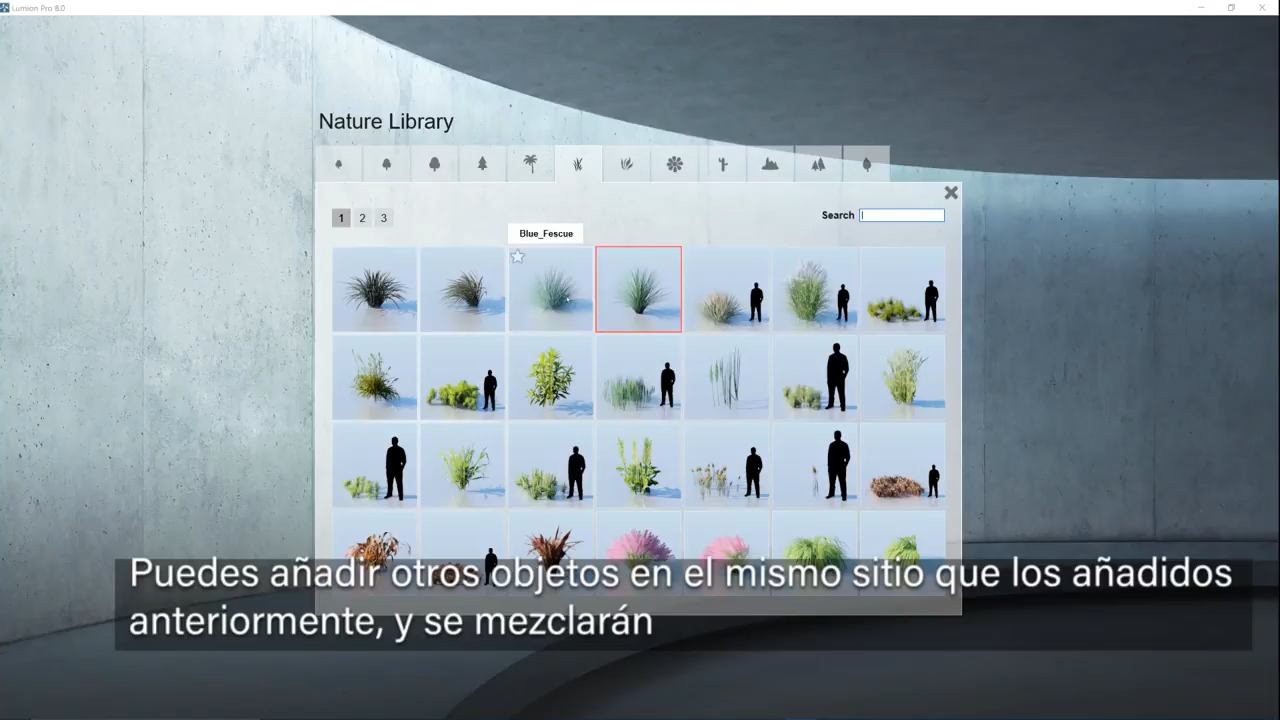 Lumion Pro 8.0
Nature Library
1 2 3
Search
Blue_Fescue
Puedes añadir otros objetos en el mismo sitio que los añadidos
anteriormente, y se mezclarán